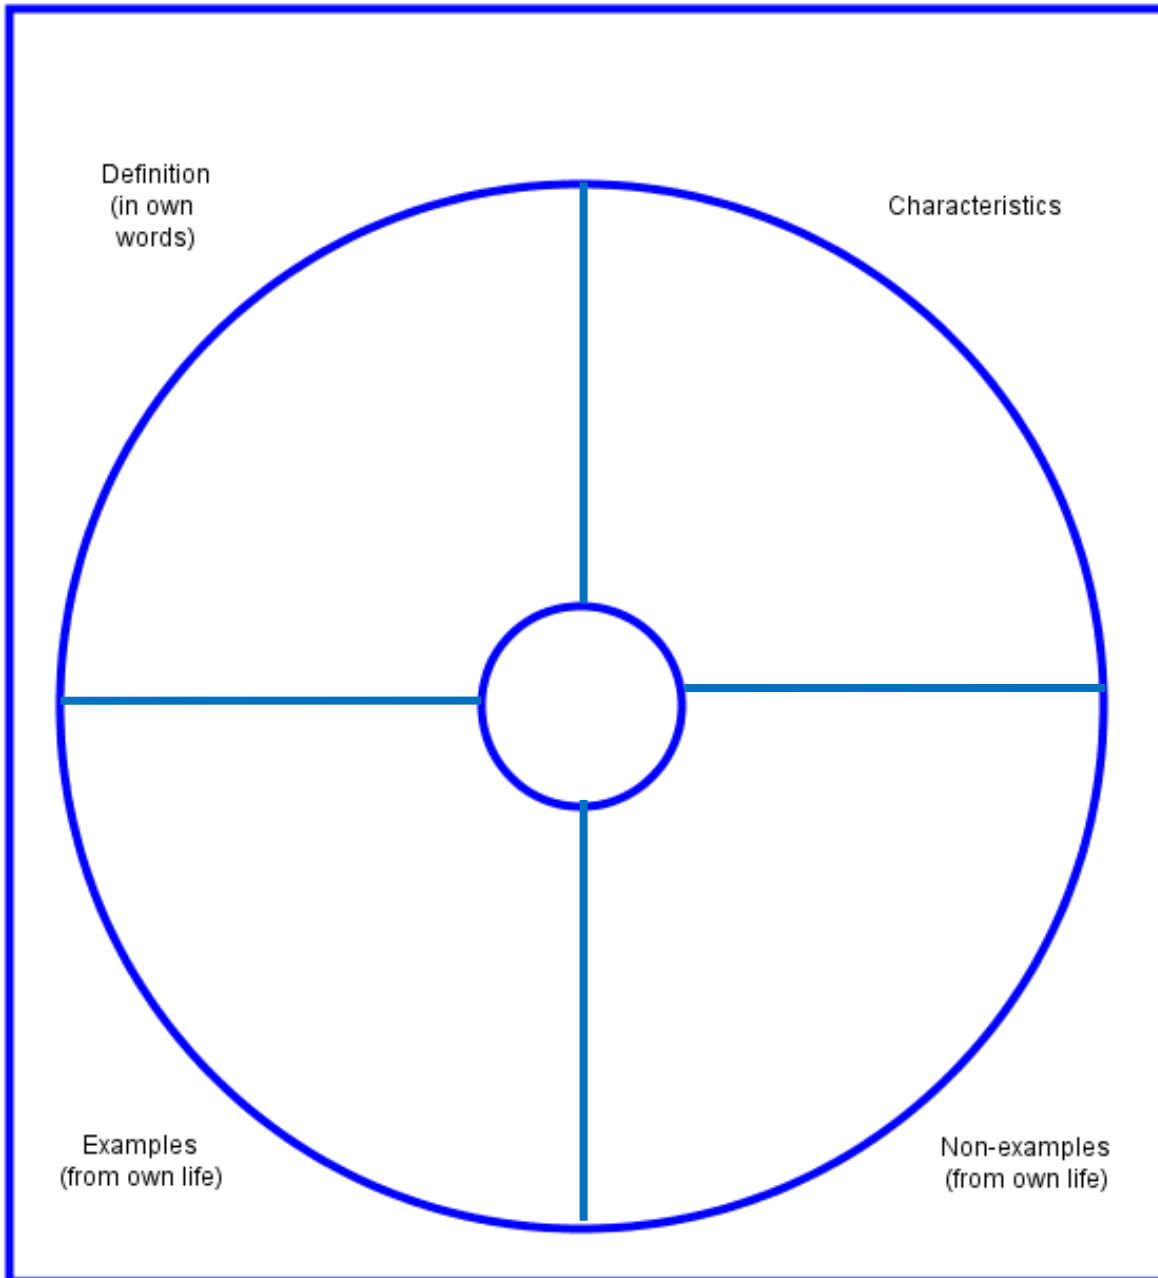 Definition
(in own
words)
Characteristics
Examples
(from own life)
Non-examples
(from own life)